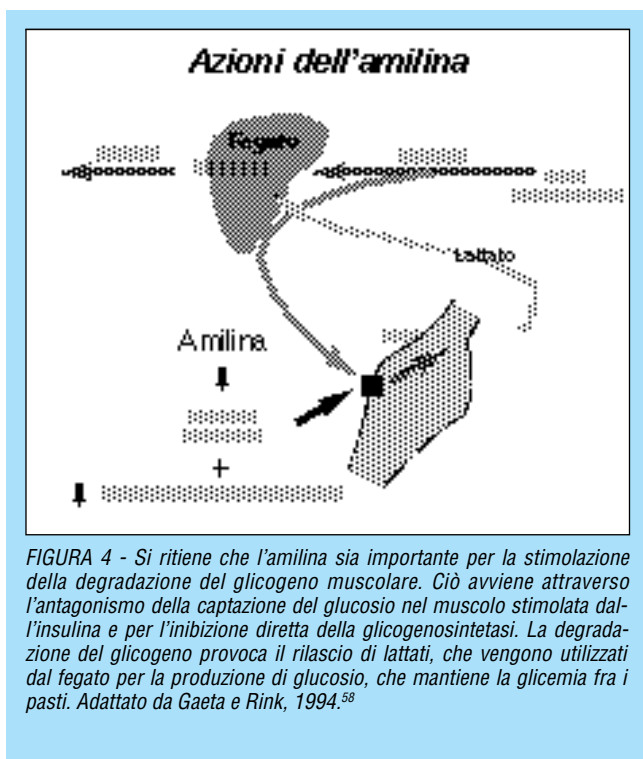 Azioni dell'amilina
Fegato
Lattato
Amilina
+
FIGURA 4 - Si ritiene che l'amilina sia importante per la stimolazione
della degradazione del glicogeno muscolare. Ciò avviene attraverso
l'antagonismo della captazione del glucosio nel muscolo stimolata dal-
l'insulina e per l'inibizione diretta della glicogenosintetasi. La degrada-
zione del glicogeno provoca il rilascio di lattati, che vengono utilizzati
dal fegato per la produzione di glucosio, che mantiene la glicemia fra i
pasti. Adattato da Gaeta e Rink, 1994.58